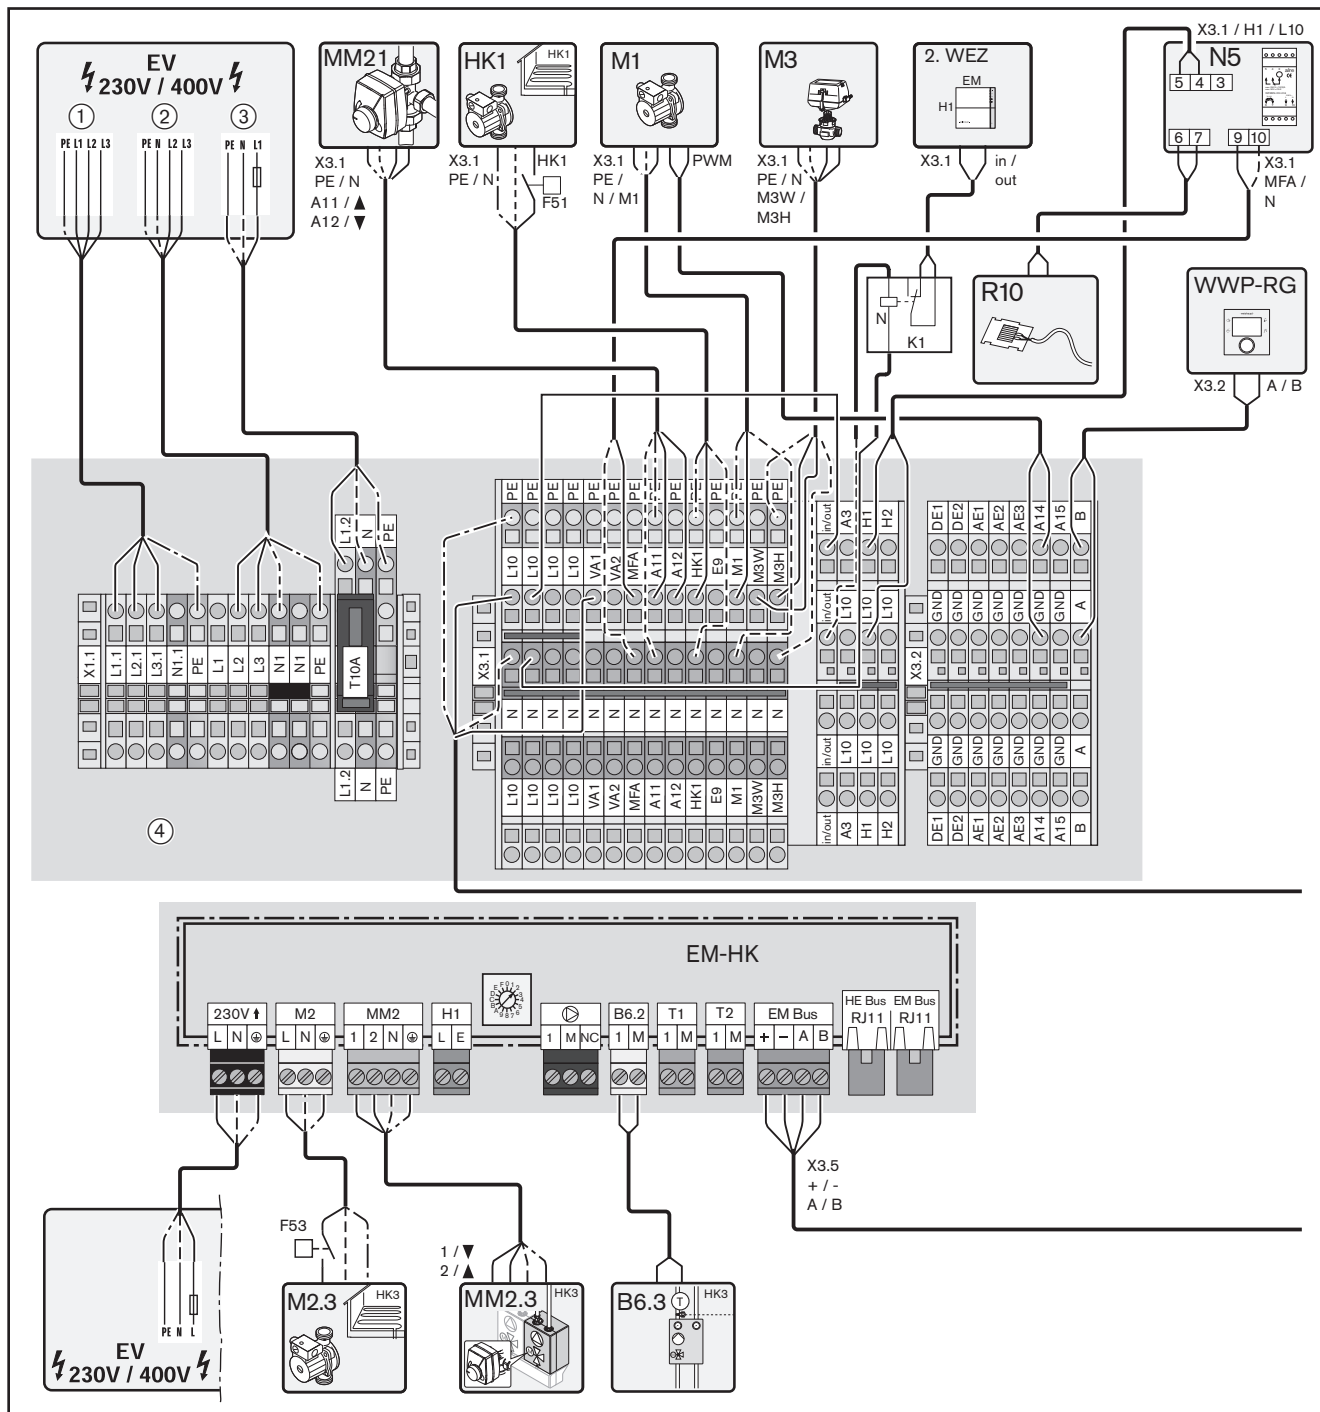 EV
230V / 400V
1
2
3
PE L1 L2 L3
PE N L2 L3
PE N L1
MM21
X3.1
PE / N
A11 / ▲
A12 / ▼
HK1
HK1
X3.1
PE / N
HK1
F51
M1
X3.1
PE /
N / M1
PWM
M3
X3.1
PE / N
M3W /
M3H
2. WEZ
EM
H1
X3.1
in /
out
X3.1 / H1 / L10
N5
5 4 3
6 7
9 10
X3.1
MFA /
N
N
K1
R10
WWP-RG
X3.2
A / B
L1.2 N PE
X1.1 L1.1 L2.1 L3.1 N1.1 PE L1 L2 L3 N1 N1 PE
T10A
L1.2 N PE
4
PE PE PE PE PE PE PE PE PE PE PE PE PE PE
L10 L10 L10 L10 VA1 VA2 MFA A11 A12 HK1 E9 M1 M3W M3H
X3.1
N N N N N N N N N N N N N N
L10 L10 L10 L10 VA1 VA2 MFA A11 A12 HK1 E9 M1 M3W M3H
in/out A3 H1 H2
in/out L10 L10 L10
in/out L10 L10 L10
in/out A3 H1 H2
X3.2
DE1 DE2 AE1 AE2 AE3 A14 A15 B
GND GND GND GND GND GND GND A
GND GND GND GND GND GND GND A
DE1 DE2 AE1 AE2 AE3 A14 A15 B
EM-HK
230V
L N
M2
L N
MM2
1 2 N
H1
L E
1 M NC
B6.2
1 M
T1
1 M
T2
1 M
EM Bus
+ − A B
HE Bus
RJ11
EM Bus
RJ11
X3.5
+ / -
A / B
PE N L
EV
230V / 400V
F53
M2.3
HK3
1 / ▼
2 / ▲
MM2.3
HK3
B6.3
T
HK3